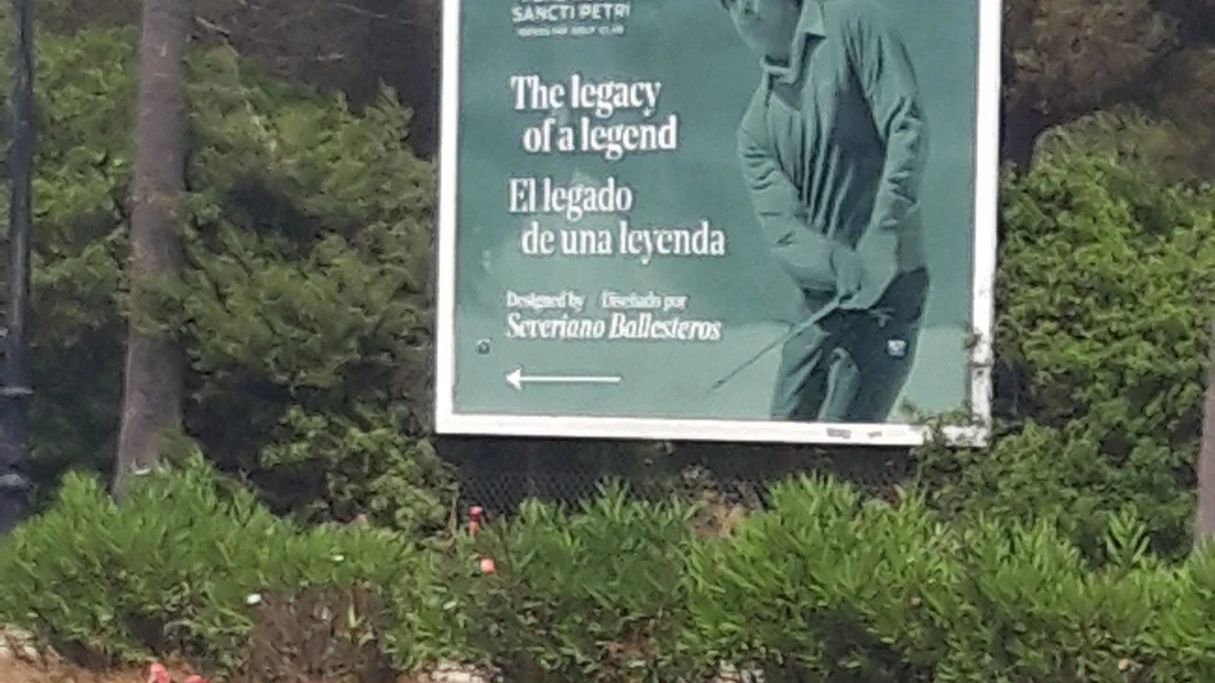 SANCTI PETRI
The legacy
of a legend
El legado
de una leyenda
Designed by Diseñado por
Severiano Ballesteros